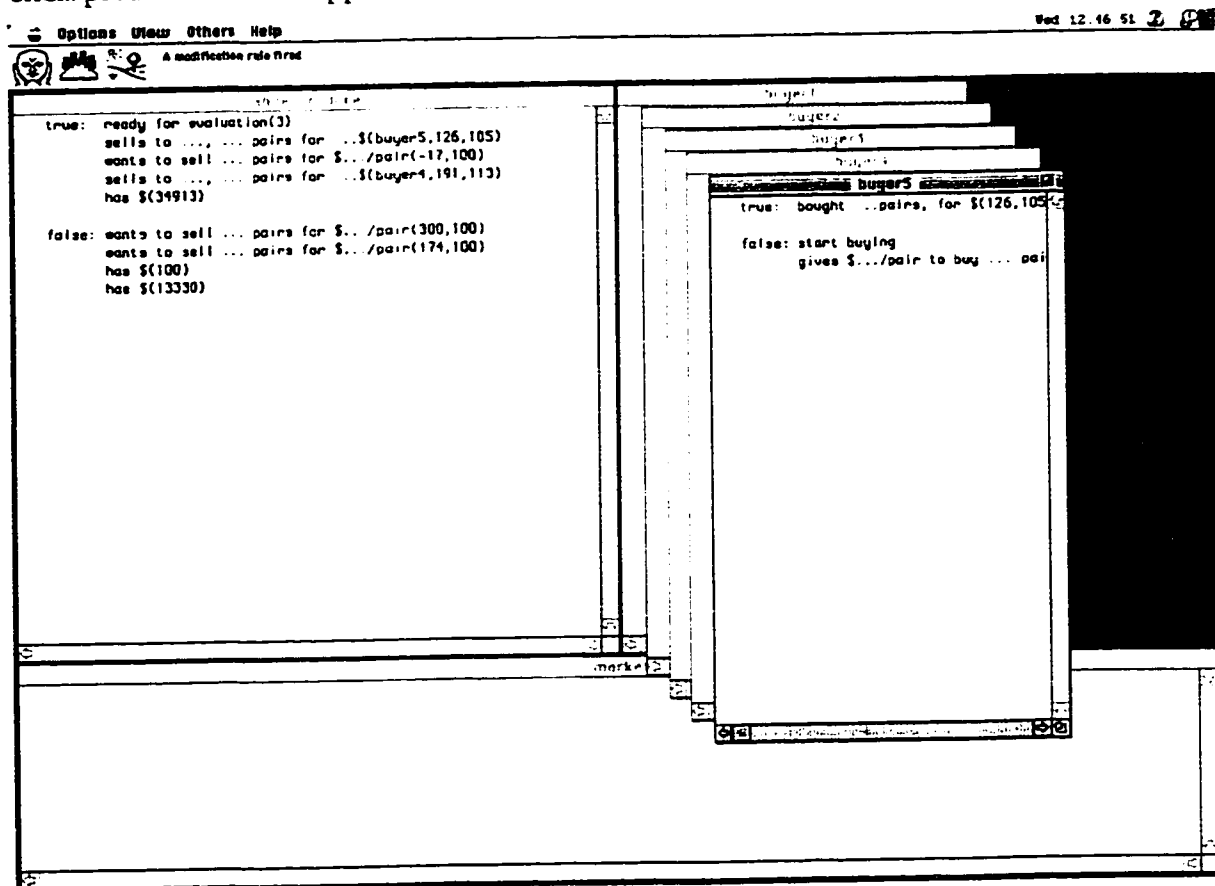 Options View Others Help
Wed 12.46 51
A modification rule fired
true: ready for evaluation(3)
sells to ..., ... pairs for ..$(buyer5,126,105)
wants to sell ... pairs for $.../pair(-17,100)
sells to ..., ... pairs for ..$(buyer4,191,113)
has $(34913)
false: wants to sell ... pairs for $.. /pair(300,100)
wants to sell ... pairs for $.../pair(174,100)
has $(100)
has $(13330)
buyer1
buyer2
buyer3
buyer4
buyer5
true: bought ..pairs, for $(126,105
false: start buying
gives $.../pair to buy ... pai
market